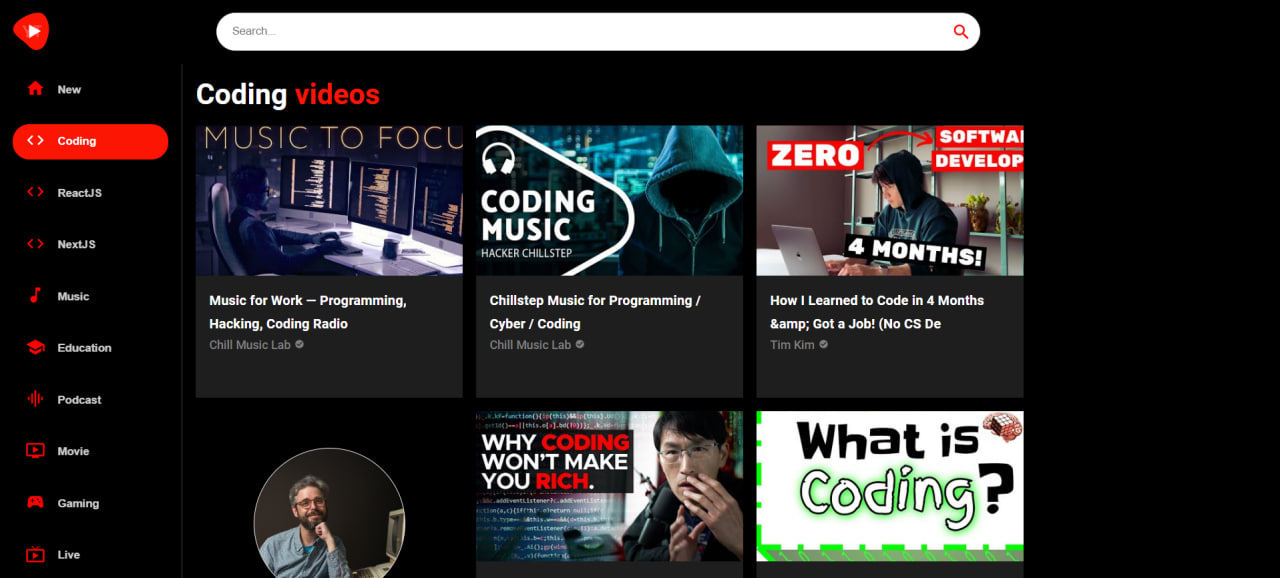 Search...
New
Coding
ReactJS
NextJS
Music
Education
Podcast
Movie
Gaming
Live
Coding videos
MUSIC TO FOCU
Music for Work — Programming,
Hacking, Coding Radio
Chill Music Lab
CODING
MUSIC
HACKER CHILLSTEP
Chillstep Music for Programming /
Cyber / Coding
Chill Music Lab
ZERO
SOFTWAR
DEVELOP
4 MONTHS!
How I Learned to Code in 4 Months
&amp; Got a Job! (No CS De
Tim Kim
WHY CODING
WON'T MAKE
YOU RICH.
What is
Coding?